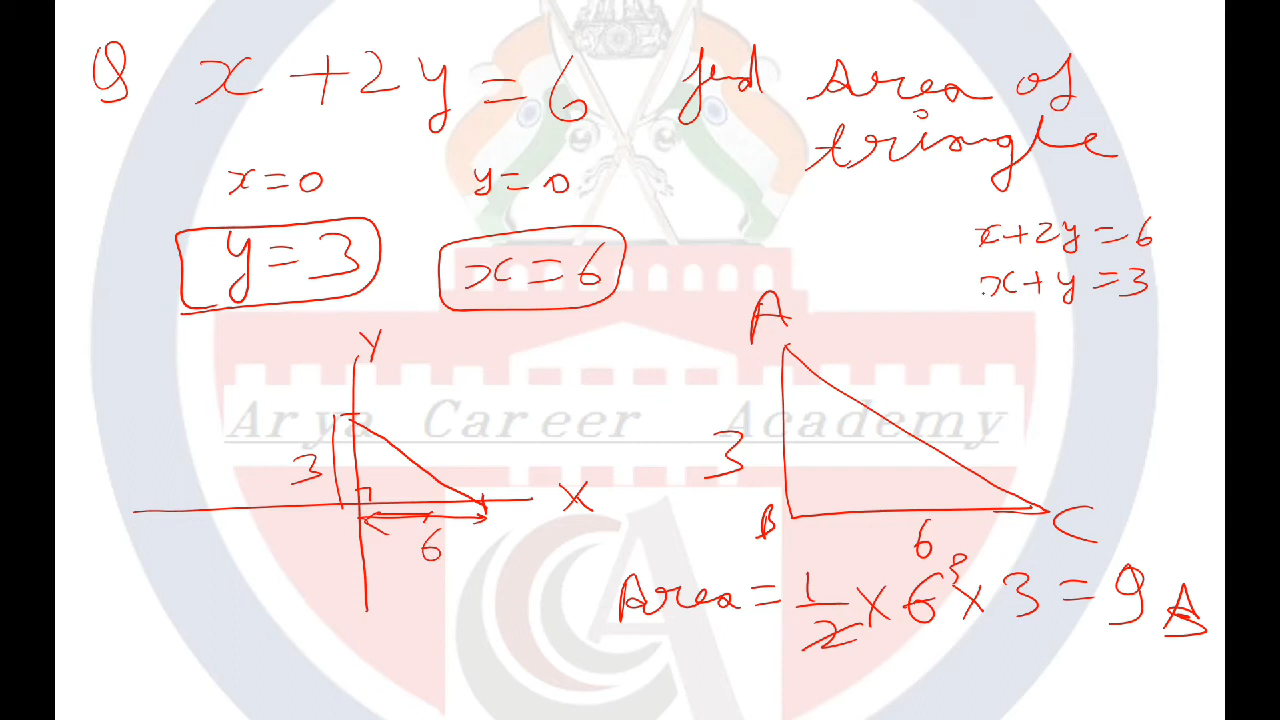 Q x + 2y = 6 find Area of
triangle
x = 0 y = 0
y = 3 x = 6
x + 2y = 6
x + y = 3
A
Y
Arya Career Academy
3 3
X
B C
6 6
Area = 1/2 × 6³ × 3 = 9 A